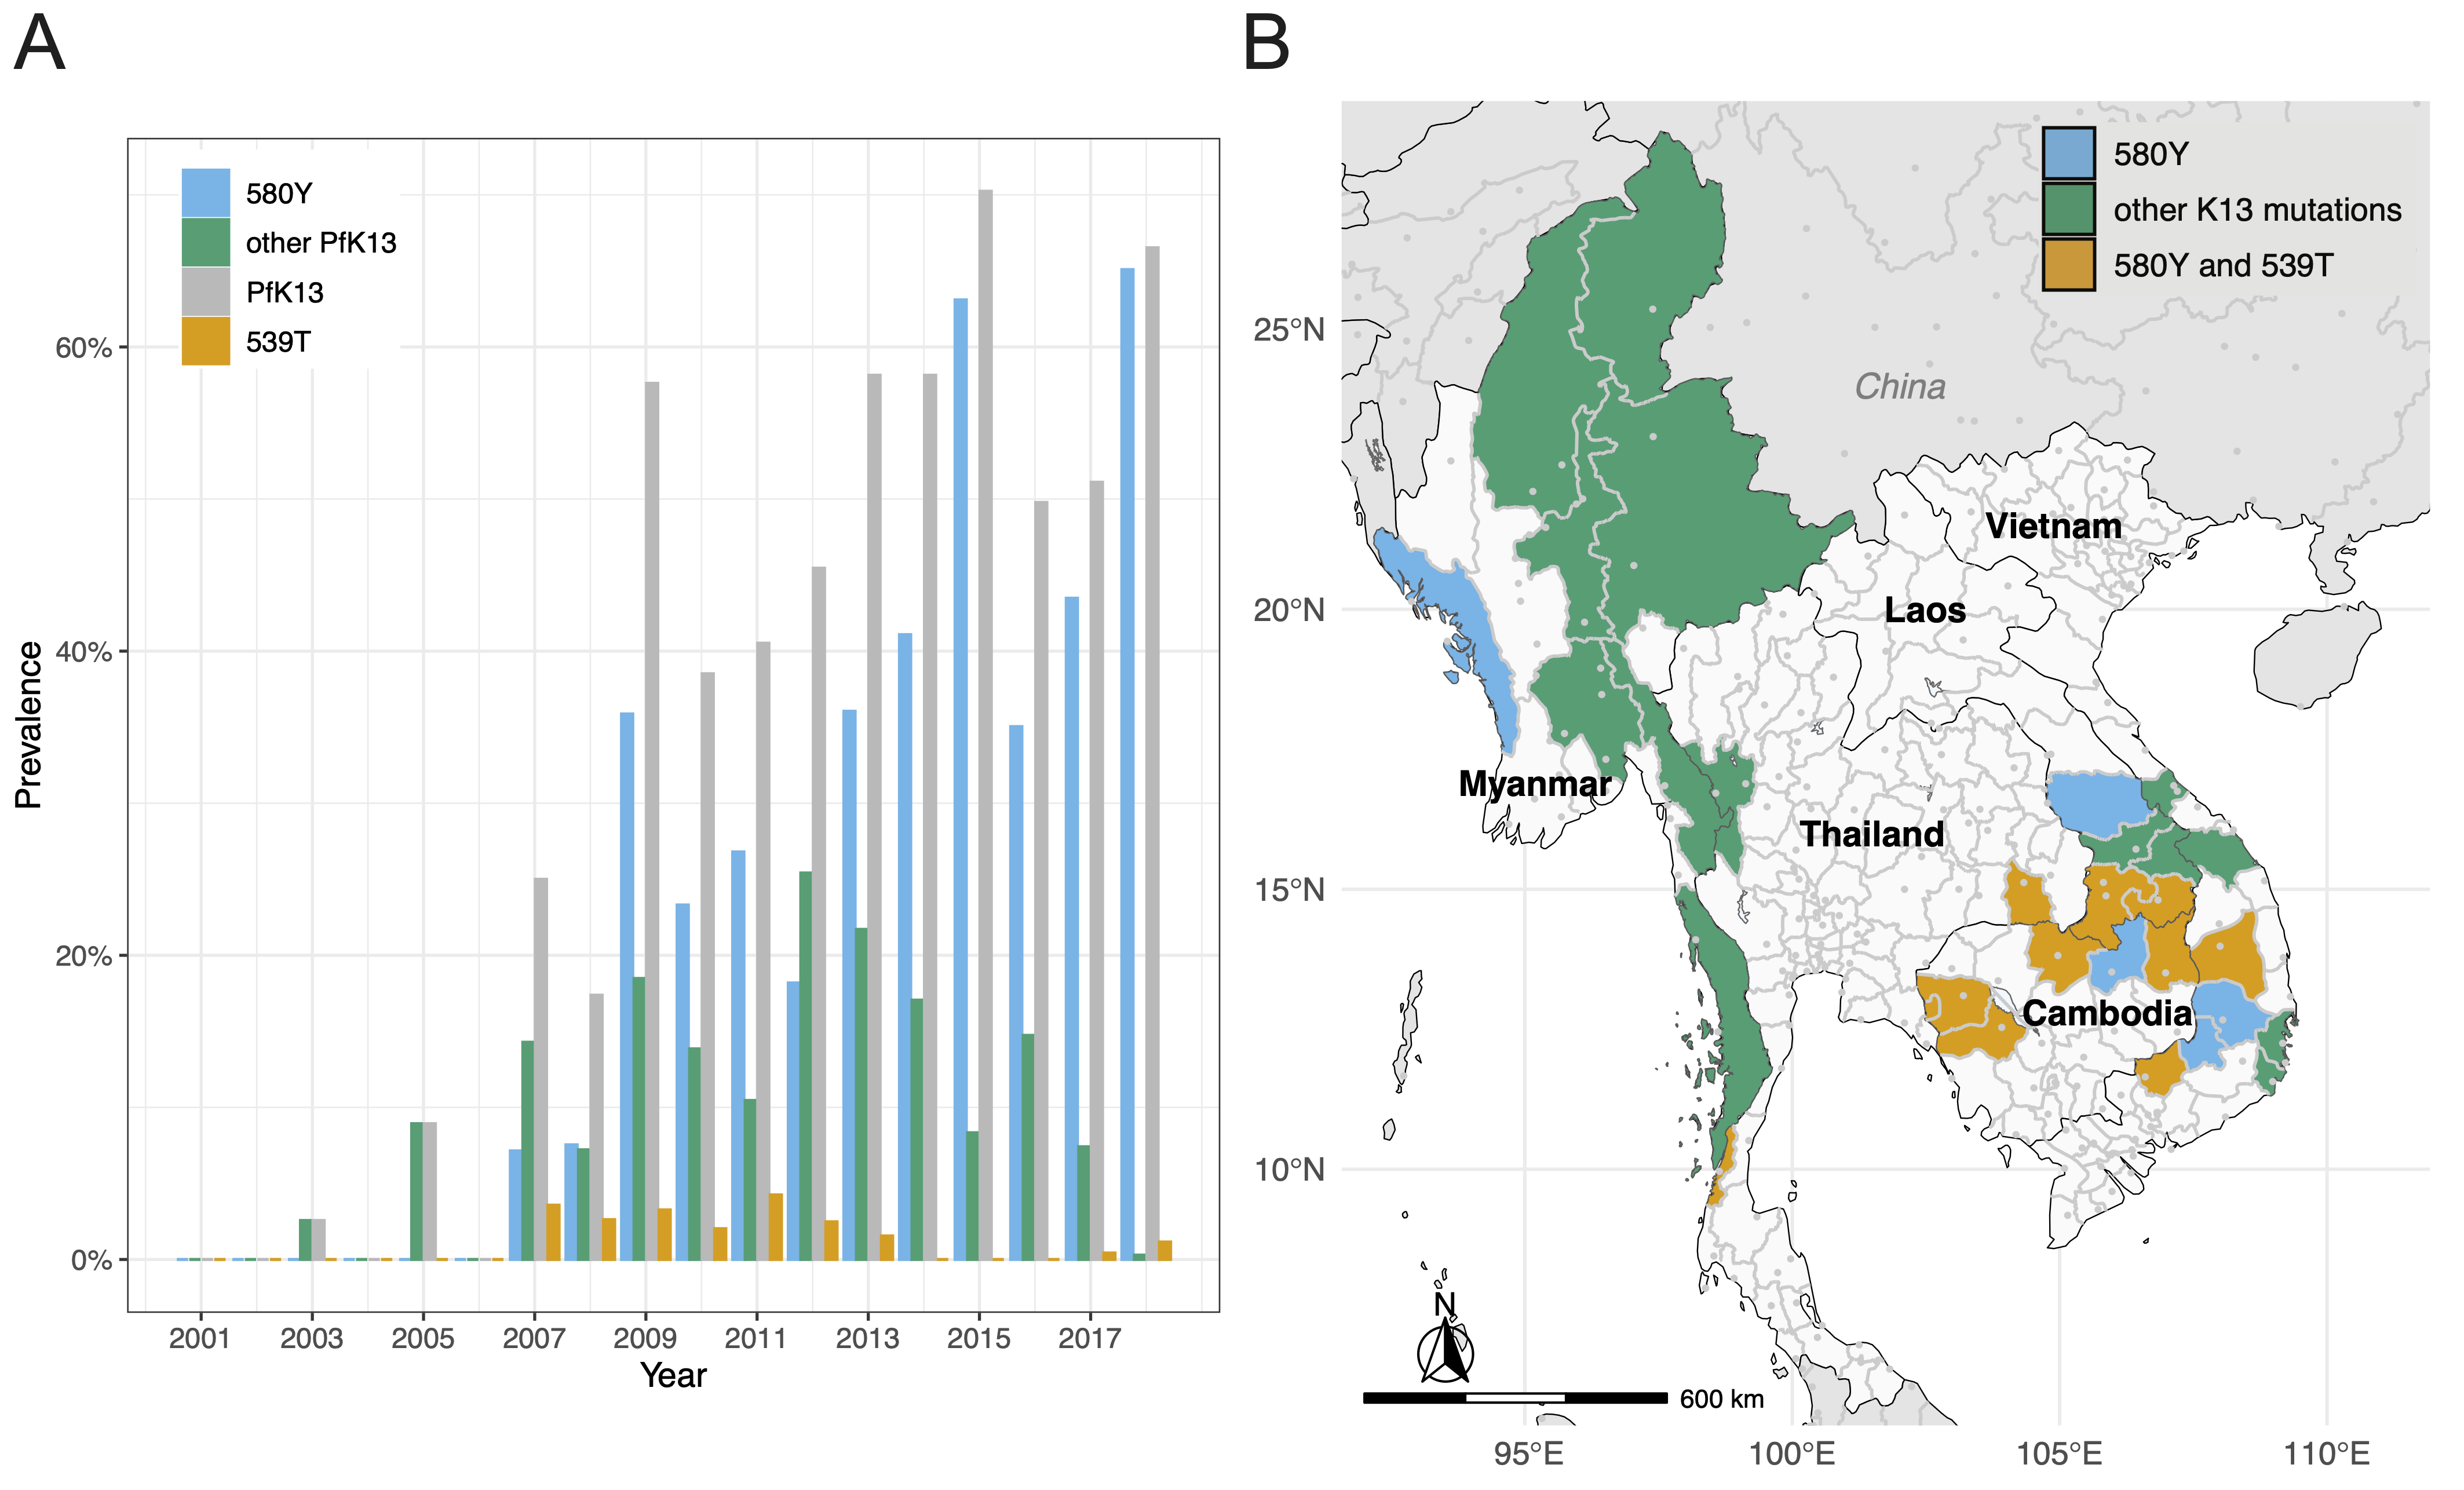 A
580Y
other PfK13
PfK13
539T
Prevalence
60%
40%
20%
0%
2001 2003 2005 2007 2009 2011 2013 2015 2017
Year
B
580Y
other K13 mutations
580Y and 539T
25°N
20°N
15°N
10°N
China
Vietnam
Laos
Myanmar
Thailand
Cambodia
N
600 km
95°E 100°E 105°E 110°E